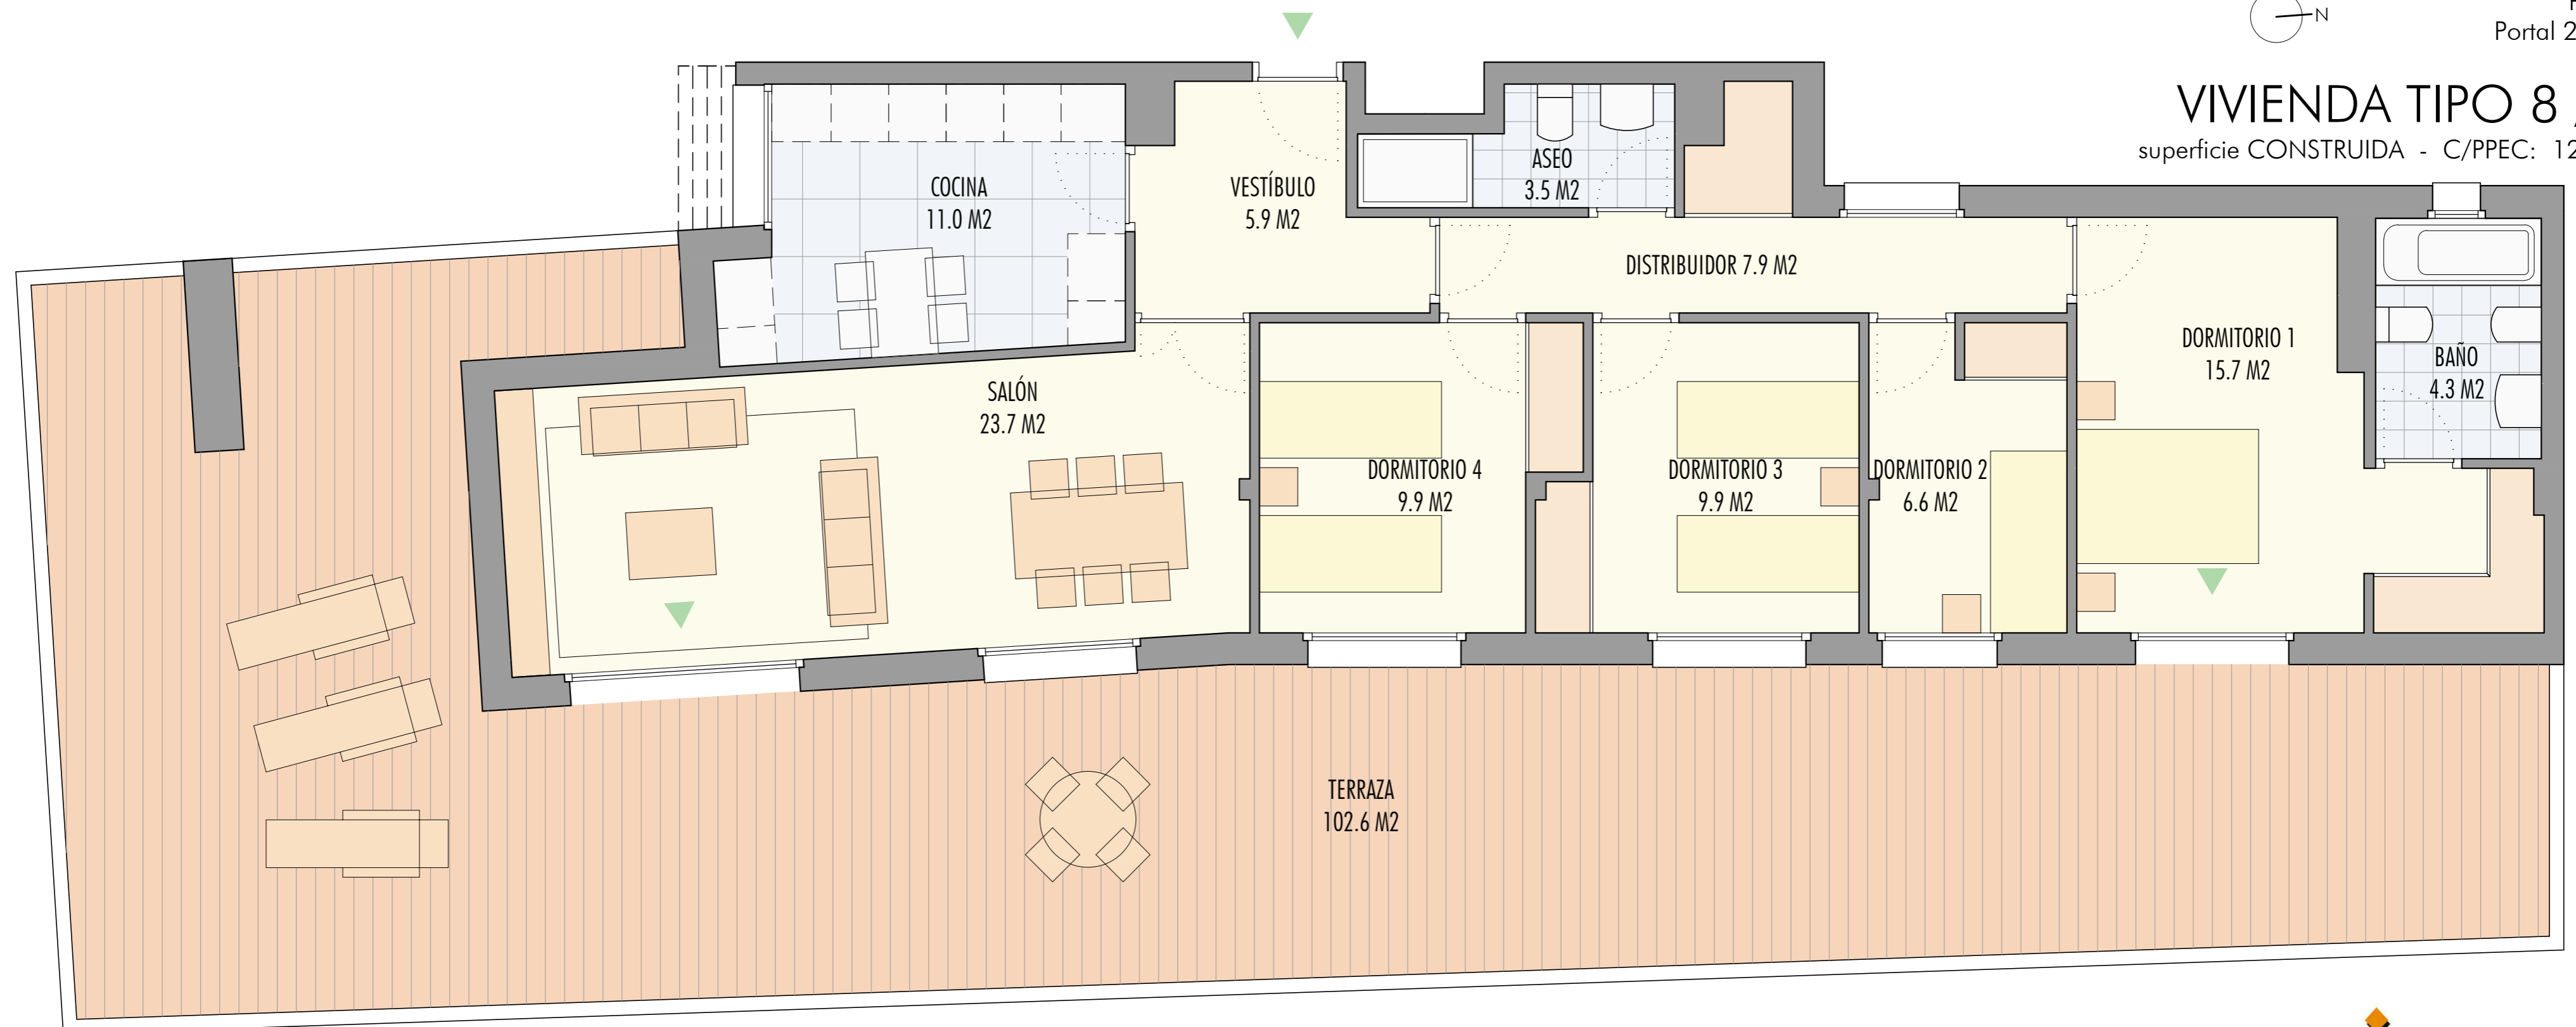 N
Portal 2
VIVIENDA TIPO 8
superficie CONSTRUIDA - C/PPEC: 12
COCINA
11.0 M2
VESTÍBULO
5.9 M2
ASEO
3.5 M2
DISTRIBUIDOR 7.9 M2
DORMITORIO 1
15.7 M2
BAÑO
4.3 M2
SALÓN
23.7 M2
DORMITORIO 4
9.9 M2
DORMITORIO 3
9.9 M2
DORMITORIO 2
6.6 M2
TERRAZA
102.6 M2